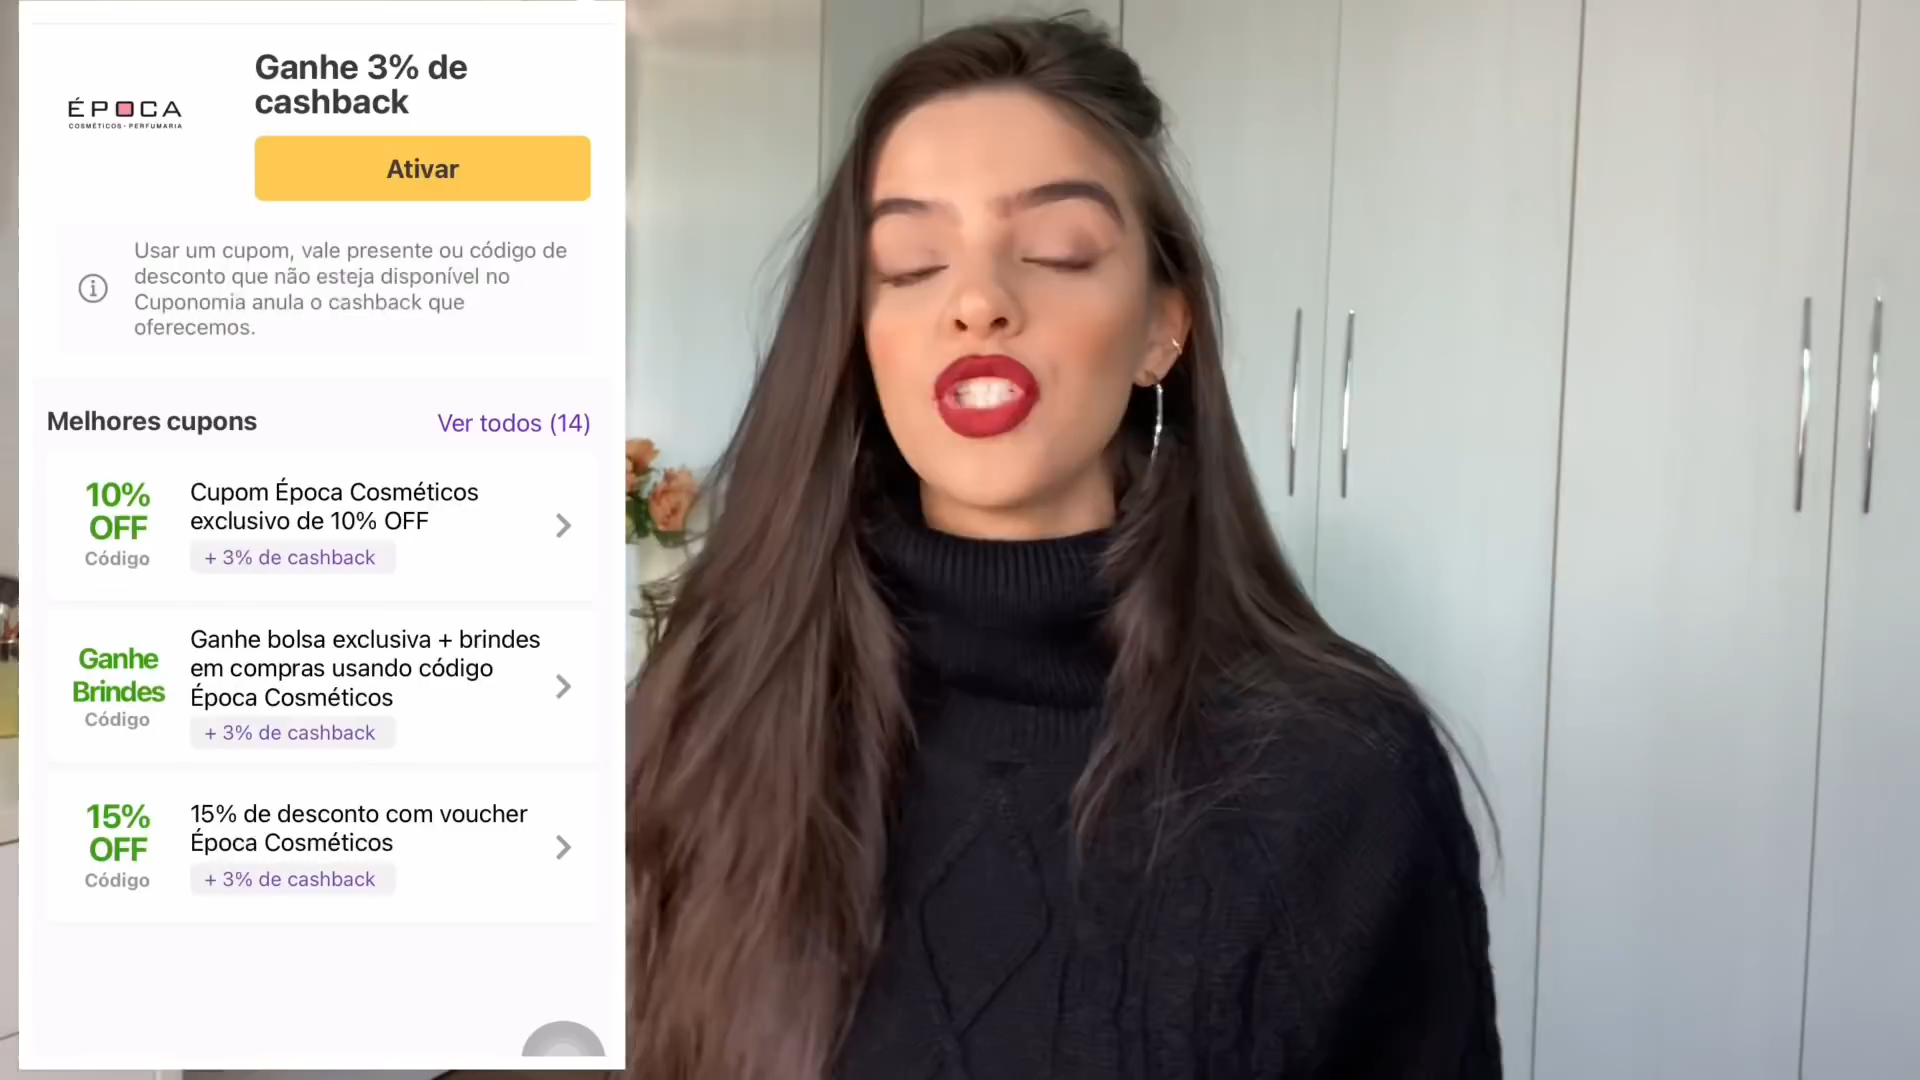 ÉPOCA
COSMÉTICOS · PERFUMARIA
Ganhe 3% de
cashback
Ativar
Usar um cupom, vale presente ou código de
desconto que não esteja disponível no
Cuponomia anula o cashback que
oferecemos.
Melhores cupons
Ver todos (14)
10%
OFF
Código
Cupom Época Cosméticos
exclusivo de 10% OFF
+ 3% de cashback
Ganhe
Brindes
Código
Ganhe bolsa exclusiva + brindes
em compras usando código
Época Cosméticos
+ 3% de cashback
15%
OFF
Código
15% de desconto com voucher
Época Cosméticos
+ 3% de cashback